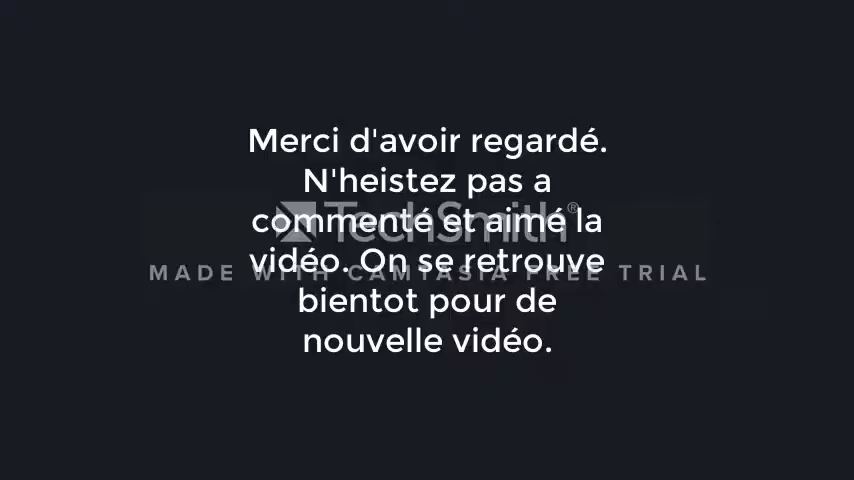 Merci d'avoir regardé.
N'heistez pas a
commenté et aimé la
TechSmith®
vidéo. On se retrouve
MADE WITH CAMTASIA FREE TRIAL
bientot pour de
nouvelle vidéo.